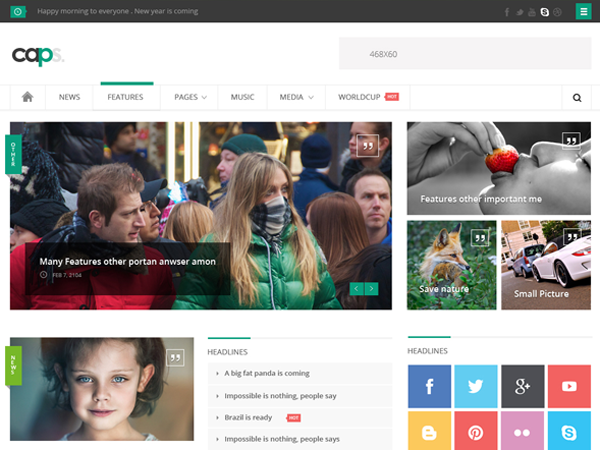 Happy morning to everyone . New year is coming
caps.
468X60
NEWS
FEATURES
PAGES
MUSIC
MEDIA
WORLDCUP HOT
OTHER
Many Features other portan anwser amon
FEB 7, 2104
Features other important me
Save nature
Small Picture
NEWS
HEADLINES
A big fat panda is coming
Impossible is nothing, people say
Brazil is ready HOT
Impossible is nothing, people says
HEADLINES